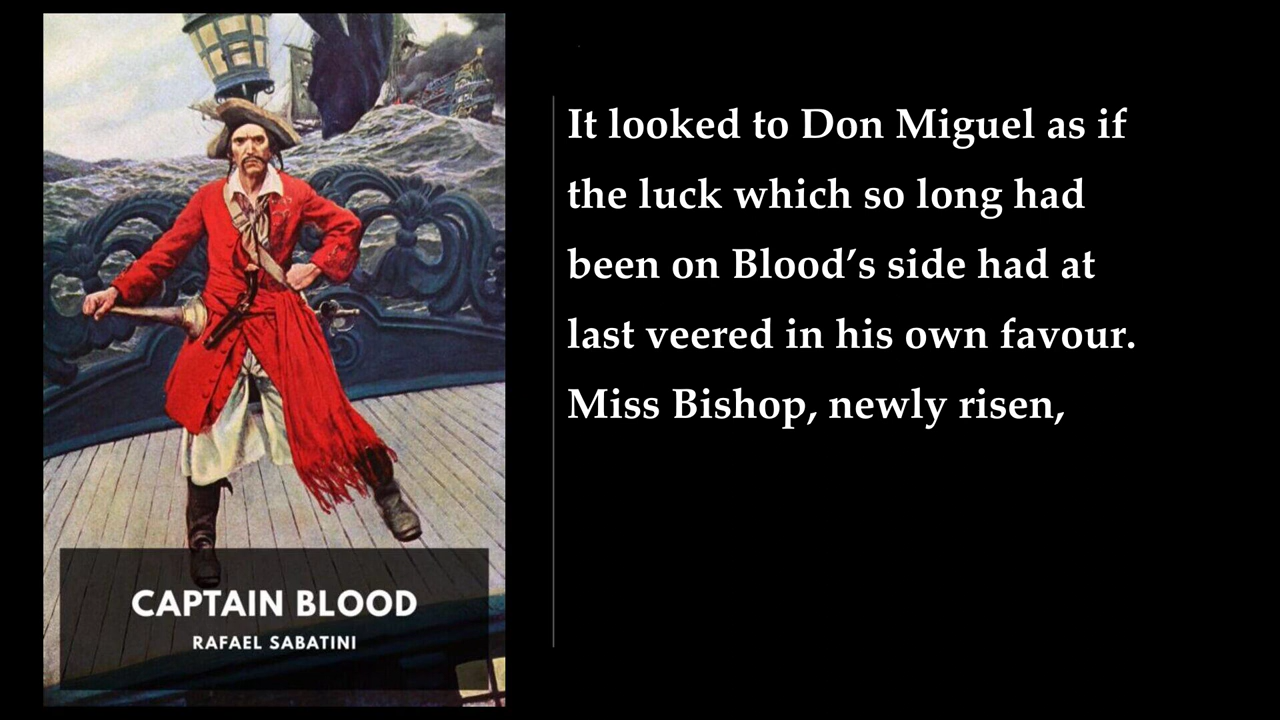 CAPTAIN BLOOD
RAFAEL SABATINI
It looked to Don Miguel as if
the luck which so long had
been on Blood’s side had at
last veered in his own favour.
Miss Bishop, newly risen,